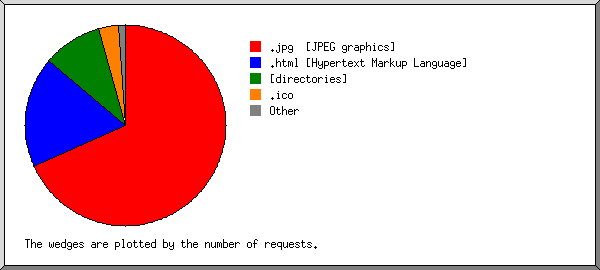 .jpg [JPEG graphics]
.html [Hypertext Markup Language]
[directories]
.ico
Other
The wedges are plotted by the number of requests.